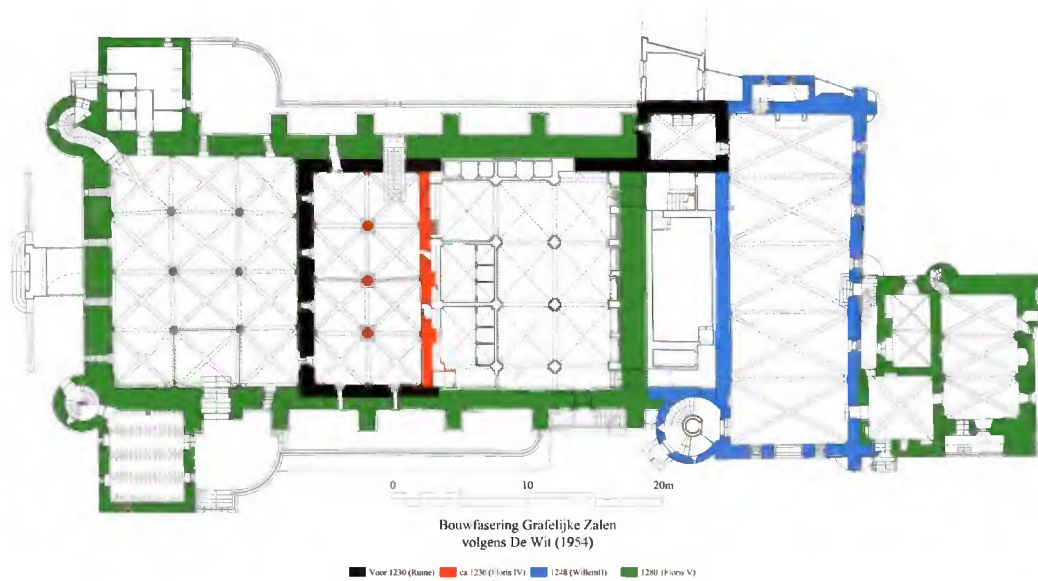 0 10 20m
Bouwfasering Grafelijke Zalen
volgens De Wit (1954)
Voor 1230 (Ruine) ca 1230 (Floris IV) 1248 (Willem II) 1280 (Floris V)